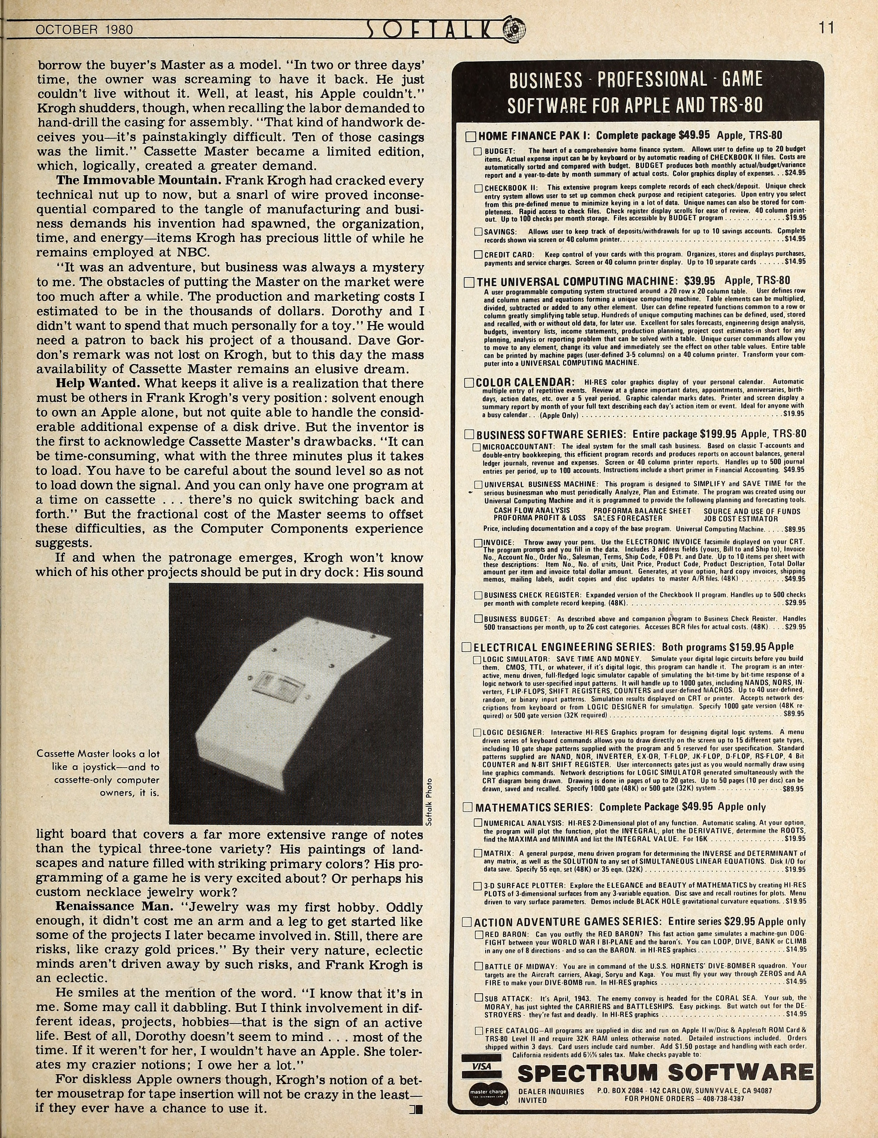 OCTOBER 1980
SOFTALK
11
borrow the buyer's Master as a model. "In two or three days'
time, the owner was screaming to have it back. He just
couldn't live without it. Well, at least, his Apple couldn't."
Krogh shudders, though, when recalling the labor demanded to
hand-drill the casing for assembly. "That kind of handwork de-
ceives you—it's painstakingly difficult. Ten of those casings
was the limit." Cassette Master became a limited edition,
which, logically, created a greater demand.
The Immovable Mountain. Frank Krogh had cracked every
technical nut up to now, but a snarl of wire proved inconse-
quential compared to the tangle of manufacturing and busi-
ness demands his invention had spawned, the organization,
time, and energy—items Krogh has precious little of while he
remains employed at NBC.
"It was an adventure, but business was always a mystery
to me. The obstacles of putting the Master on the market were
too much after a while. The production and marketing costs I
estimated to be in the thousands of dollars. Dorothy and I
didn't want to spend that much personally for a toy." He would
need a patron to back his project of a thousand. Dave Gor-
don's remark was not lost on Krogh, but to this day the mass
availability of Cassette Master remains an elusive dream.
Help Wanted. What keeps it alive is a realization that there
must be others in Frank Krogh's very position: solvent enough
to own an Apple alone, but not quite able to handle the consid-
erable additional expense of a disk drive. But the inventor is
the first to acknowledge Cassette Master's drawbacks. "It can
be time-consuming, what with the three minutes plus it takes
to load. You have to be careful about the sound level so as not
to load down the signal. And you can only have one program at
a time on cassette . . . there's no quick switching back and
forth." But the fractional cost of the Master seems to offset
these difficulties, as the Computer Components experience
suggests.
If and when the patronage emerges, Krogh won't know
which of his other projects should be put in dry dock: His sound
Cassette Master looks a lot
like a joystick—and to
cassette-only computer
owners, it is.
Softalk Photo
light board that covers a far more extensive range of notes
than the typical three-tone variety? His paintings of land-
scapes and nature filled with striking primary colors? His pro-
gramming of a game he is very excited about? Or perhaps his
custom necklace jewelry work?
Renaissance Man. "Jewelry was my first hobby. Oddly
enough, it didn't cost me an arm and a leg to get started like
some of the projects I later became involved in. Still, there are
risks, like crazy gold prices." By their very nature, eclectic
minds aren't driven away by such risks, and Frank Krogh is
an eclectic.
He smiles at the mention of the word. "I know that it's in
me. Some may call it dabbling. But I think involvement in dif-
ferent ideas, projects, hobbies—that is the sign of an active
life. Best of all, Dorothy doesn't seem to mind . . . most of the
time. If it weren't for her, I wouldn't have an Apple. She toler-
ates my crazier notions; I owe her a lot."
For diskless Apple owners though, Krogh's notion of a bet-
ter mousetrap for tape insertion will not be crazy in the least—
if they ever have a chance to use it.
BUSINESS - PROFESSIONAL - GAME
SOFTWARE FOR APPLE AND TRS-80
HOME FINANCE PAK I: Complete package $49.95 Apple, TRS-80
BUDGET: The heart of a comprehensive home finance system. Allows user to define up to 20 budget
items. Actual expense input can be by keyboard or by automatic reading of CHECKBOOK II files. Costs are
automatically sorted and compared with budget. BUDGET produces both monthly actual/budget/variance
report and a year-to-date by month summary of actual costs. Color graphics display of expenses. . . $24.95
CHECKBOOK II: This extensive program keeps complete records of each check/deposit. Unique check
entry system allows user to set up common check purpose and recipient categories. Upon entry you select
from this pre-defined menu to minimize keying in a lot of data. Unique names can also be stored for com-
pleteness. Rapid access to check files. Check register display scrolls for ease of review. 40 column print-
out. Up to 100 checks per month storage. Files accessible by BUDGET program . . . . . . . . . . . . $19.95
SAVINGS: Allows user to keep track of deposits/withdrawals for up to 10 savings accounts. Complete
records shown via screen or 40 column printer. . . . . . . . . . . . . . . . . . . . . . . . . . . . . . $14.95
CREDIT CARD: Keep control of your cards with this program. Organizes, stores and displays purchases,
payments and service charges. Screen or 40 column printer display. Up to 10 separate cards . . . . . . $14.95
THE UNIVERSAL COMPUTING MACHINE: $39.95 Apple, TRS-80
A user programmable computing system structured around a 20 row x 20 column table. User defines row
and column names and equations forming a unique computing machine. Table elements can be multiplied,
divided, subtracted or added to any other element. User can define repeated functions common to a row or
column greatly simplifying table setup. Hundreds of unique computing machines can be defined, used, stored
and recalled, with or without old data, for later use. Excellent for sales forecasts, engineering design analysis,
budgets, inventory lists, income statements, production planning, project cost estimates-in short for any
planning, analysis or reporting problem that can be solved with a table. Unique curser commands allow you
to move to any element, change its value and immediately see the effect on other table values. Entire table
can be printed by machine pages (user-defined 3-5 columns) on a 40 column printer. Transform your com-
puter into a UNIVERSAL COMPUTING MACHINE.
COLOR CALENDAR: HI-RES color graphics display of your personal calendar. Automatic
multiple entry of repetitive events. Review at a glance important dates, appointments, anniversaries, birth-
days, action dates, etc. over a 5 year period. Graphic calendar marks dates. Printer and screen display a
summary report by month of your full text describing each day's action item or event. Ideal for anyone with
a busy calendar. . (Apple Only) . . . . . . . . . . . . . . . . . . . . . . . . . . . . . . . . . . . . $19.95
BUSINESS SOFTWARE SERIES: Entire package $199.95 Apple, TRS-80
MICROACCOUNTANT: The ideal system for the small cash business. Based on classic T-accounts and
double-entry bookkeeping, this efficient program records and produces reports on account balances, general
ledger journals, revenue and expenses. Screen or 40 column printer reports. Handles up to 500 journal
entries per period, up to 100 accounts. Instructions include a short primer in Financial Accounting. $49.95
UNIVERSAL BUSINESS MACHINE: This program is designed to SIMPLIFY and SAVE TIME for the
serious businessman who must periodically Analyze, Plan and Estimate. The program was created using our
Universal Computing Machine and it is programmed to provide the following planning and forecasting tools.
CASH FLOW ANALYSIS PROFORMA BALANCE SHEET SOURCE AND USE OF FUNDS
PROFORMA PROFIT & LOSS SALES FORECASTER JOB COST ESTIMATOR
Price, including documentation and a copy of the base program. Universal Computing Machine. . . . . $89.95
INVOICE: Throw away your pens. Use the ELECTRONIC INVOICE facsimile displayed on your CRT.
The program prompts and you fill in the data. Includes 3 address fields (yours, Bill to and Ship to), Invoice
No., Account No., Order No., Salesman, Terms, Ship Code, FOB Pt. and Date. Up to 10 items per sheet with
these descriptions: Item No., No. of units, Unit Price, Product Code, Product Description, Total Dollar
amount per item and invoice total dollar amount. Generates, at your option, hard copy invoices, shipping
memos, mailing labels, audit copies and disc updates to master A/R files. (48K) . . . . . . . . . . . $49.95
BUSINESS CHECK REGISTER: Expanded version of the Checkbook II program. Handles up to 500 checks
per month with complete record keeping. (48K). . . . . . . . . . . . . . . . . . . . . . . . . . . . . $29.95
BUSINESS BUDGET: As described above and companion program to Business Check Register. Handles
500 transactions per month, up to 26 cost categories. Accesses BCR files for actual costs. (48K) . . . . $29.95
ELECTRICAL ENGINEERING SERIES: Both programs $159.95 Apple
LOGIC SIMULATOR: SAVE TIME AND MONEY. Simulate your digital logic circuits before you build
them. CMOS, TTL, or whatever, if it's digital logic, this program can handle it. The program is an inter-
active, menu driven, full-fledged logic simulator capable of simulating the bit-time by bit-time response of a
logic network to user-specified input patterns. It will handle up to 1000 gates, including NANDS, NORS, IN-
verters, FLIP-FLOPS, SHIFT REGISTERS, COUNTERS and user-defined MACROS. Up to 40 user-defined,
random, or binary input patterns. Simulation results displayed on CRT or printer. Accepts network des-
criptions from keyboard or from LOGIC DESIGNER for simulation. Specify 1000 gate version (48K re-
quired) or 500 gate version (32K required) . . . . . . . . . . . . . . . . . . . . . . . . . . . . . . . $89.95
LOGIC DESIGNER: Interactive HI-RES Graphics program for designing digital logic systems. A menu
driven series of keyboard commands allows you to draw directly on the screen up to 15 different gate types,
including 10 gate shape patterns supplied with the program and 5 reserved for user specification. Standard
patterns supplied are NAND, NOR, INVERTER, EX-OR, T-FLOP, JK-FLOP, D-FLOP, RS-FLOP, 4 Bit
COUNTER and N-BIT SHIFT REGISTER. User interconnects gates just as you would normally draw using
line graphics commands. Network descriptions for LOGIC SIMULATOR generated simultaneously with the
CRT diagram being drawn. Drawing is done in pages of up to 20 gates. Up to 50 pages (10 per disc) can be
drawn, saved and recalled. Specify 1000 gate (48K) or 500 gate (32K) system . . . . . . . . . . . . . $89.95
MATHEMATICS SERIES: Complete Package $49.95 Apple only
NUMERICAL ANALYSIS: HI-RES 2-Dimensional plot of any function. Automatic scaling. At your option,
the program will plot the function, plot the INTEGRAL, plot the DERIVATIVE, determine the ROOTS,
find the MAXIMA and MINIMA and list the INTEGRAL VALUE. For 16K . . . . . . . . . . . . . . . . $19.95
MATRIX: A general purpose, menu driven program for determining the INVERSE and DETERMINANT of
any matrix, as well as the SOLUTION to any set of SIMULTANEOUS LINEAR EQUATIONS. Disk I/O for
data save. Specify 55 eqn. set (48K) or 35 eqn. (32K) . . . . . . . . . . . . . . . . . . . . . . . . . $19.95
3-D SURFACE PLOTTER: Explore the ELEGANCE and BEAUTY of MATHEMATICS by creating HI-RES
PLOTS of 3-dimensional surfaces from any 3-variable equation. Disc save and recall routines for plots. Menu
driven to vary surface parameters. Demos include BLACK HOLE gravitational curvature equations. . $19.95
ACTION ADVENTURE GAMES SERIES: Entire series $29.95 Apple only
RED BARON: Can you outfly the RED BARON? This fast action game simulates a machine-gun DOG-
FIGHT between your WORLD WAR I BI-PLANE and the baron's. You can LOOP, DIVE, BANK or CLIMB
in any one of 8 directions - and so can the BARON. in HI-RES graphics . . . . . . . . . . . . . . . . $14.95
BATTLE OF MIDWAY: You are in command of the U.S.S. HORNETS' DIVE-BOMBER squadron. Your
targets are the Aircraft carriers, Akagi, Soryu and Kaga. You must fly your way through ZEROS and AA
FIRE to make your DIVE-BOMB run. In HI-RES graphics . . . . . . . . . . . . . . . . . . . . . . . . $14.95
SUB ATTACK: It's April, 1943. The enemy convoy is headed for the CORAL SEA. Your sub, the
MORAY, has just sighted the CARRIERS and BATTLESHIPS. Easy pickings. But watch out for the DE-
STROYERS - they're fast and deadly. In HI-RES graphics . . . . . . . . . . . . . . . . . . . . . . . . $14.95
FREE CATALOG—All programs are supplied in disc and run on Apple II w/Disc & Applesoft ROM Card &
TRS-80 Level II and require 32K RAM unless otherwise noted. Detailed instructions included. Orders
shipped within 3 days. Card users include card number. Add $1.50 postage and handling with each order.
California residents add 6½% sales tax. Make checks payable to:
VISA
SPECTRUM SOFTWARE
master charge
DEALER INQUIRIES
INVITED
P.O. BOX 2084 - 142 CARLOW, SUNNYVALE, CA 94087
FOR PHONE ORDERS – 408-738-4387